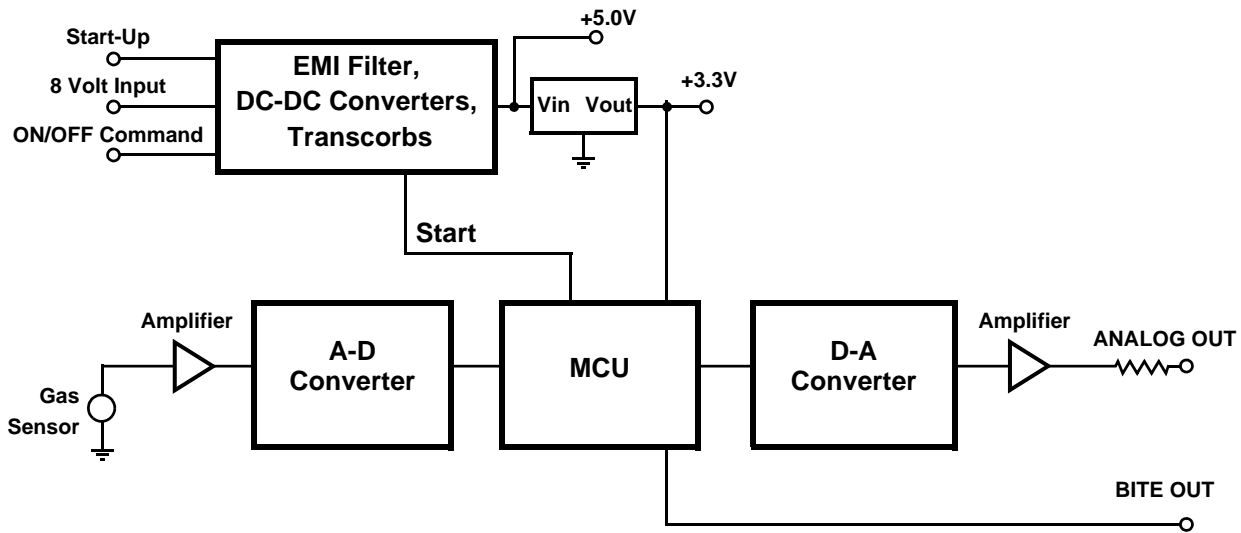 +5.0V
Start-Up
8 Volt Input
ON/OFF Command
EMI Filter,
DC-DC Converters,
Transcorbs
Vin Vout
+3.3V
Start
Amplifier
A-D
Converter
MCU
D-A
Converter
Amplifier
ANALOG OUT
Gas
Sensor
BITE OUT